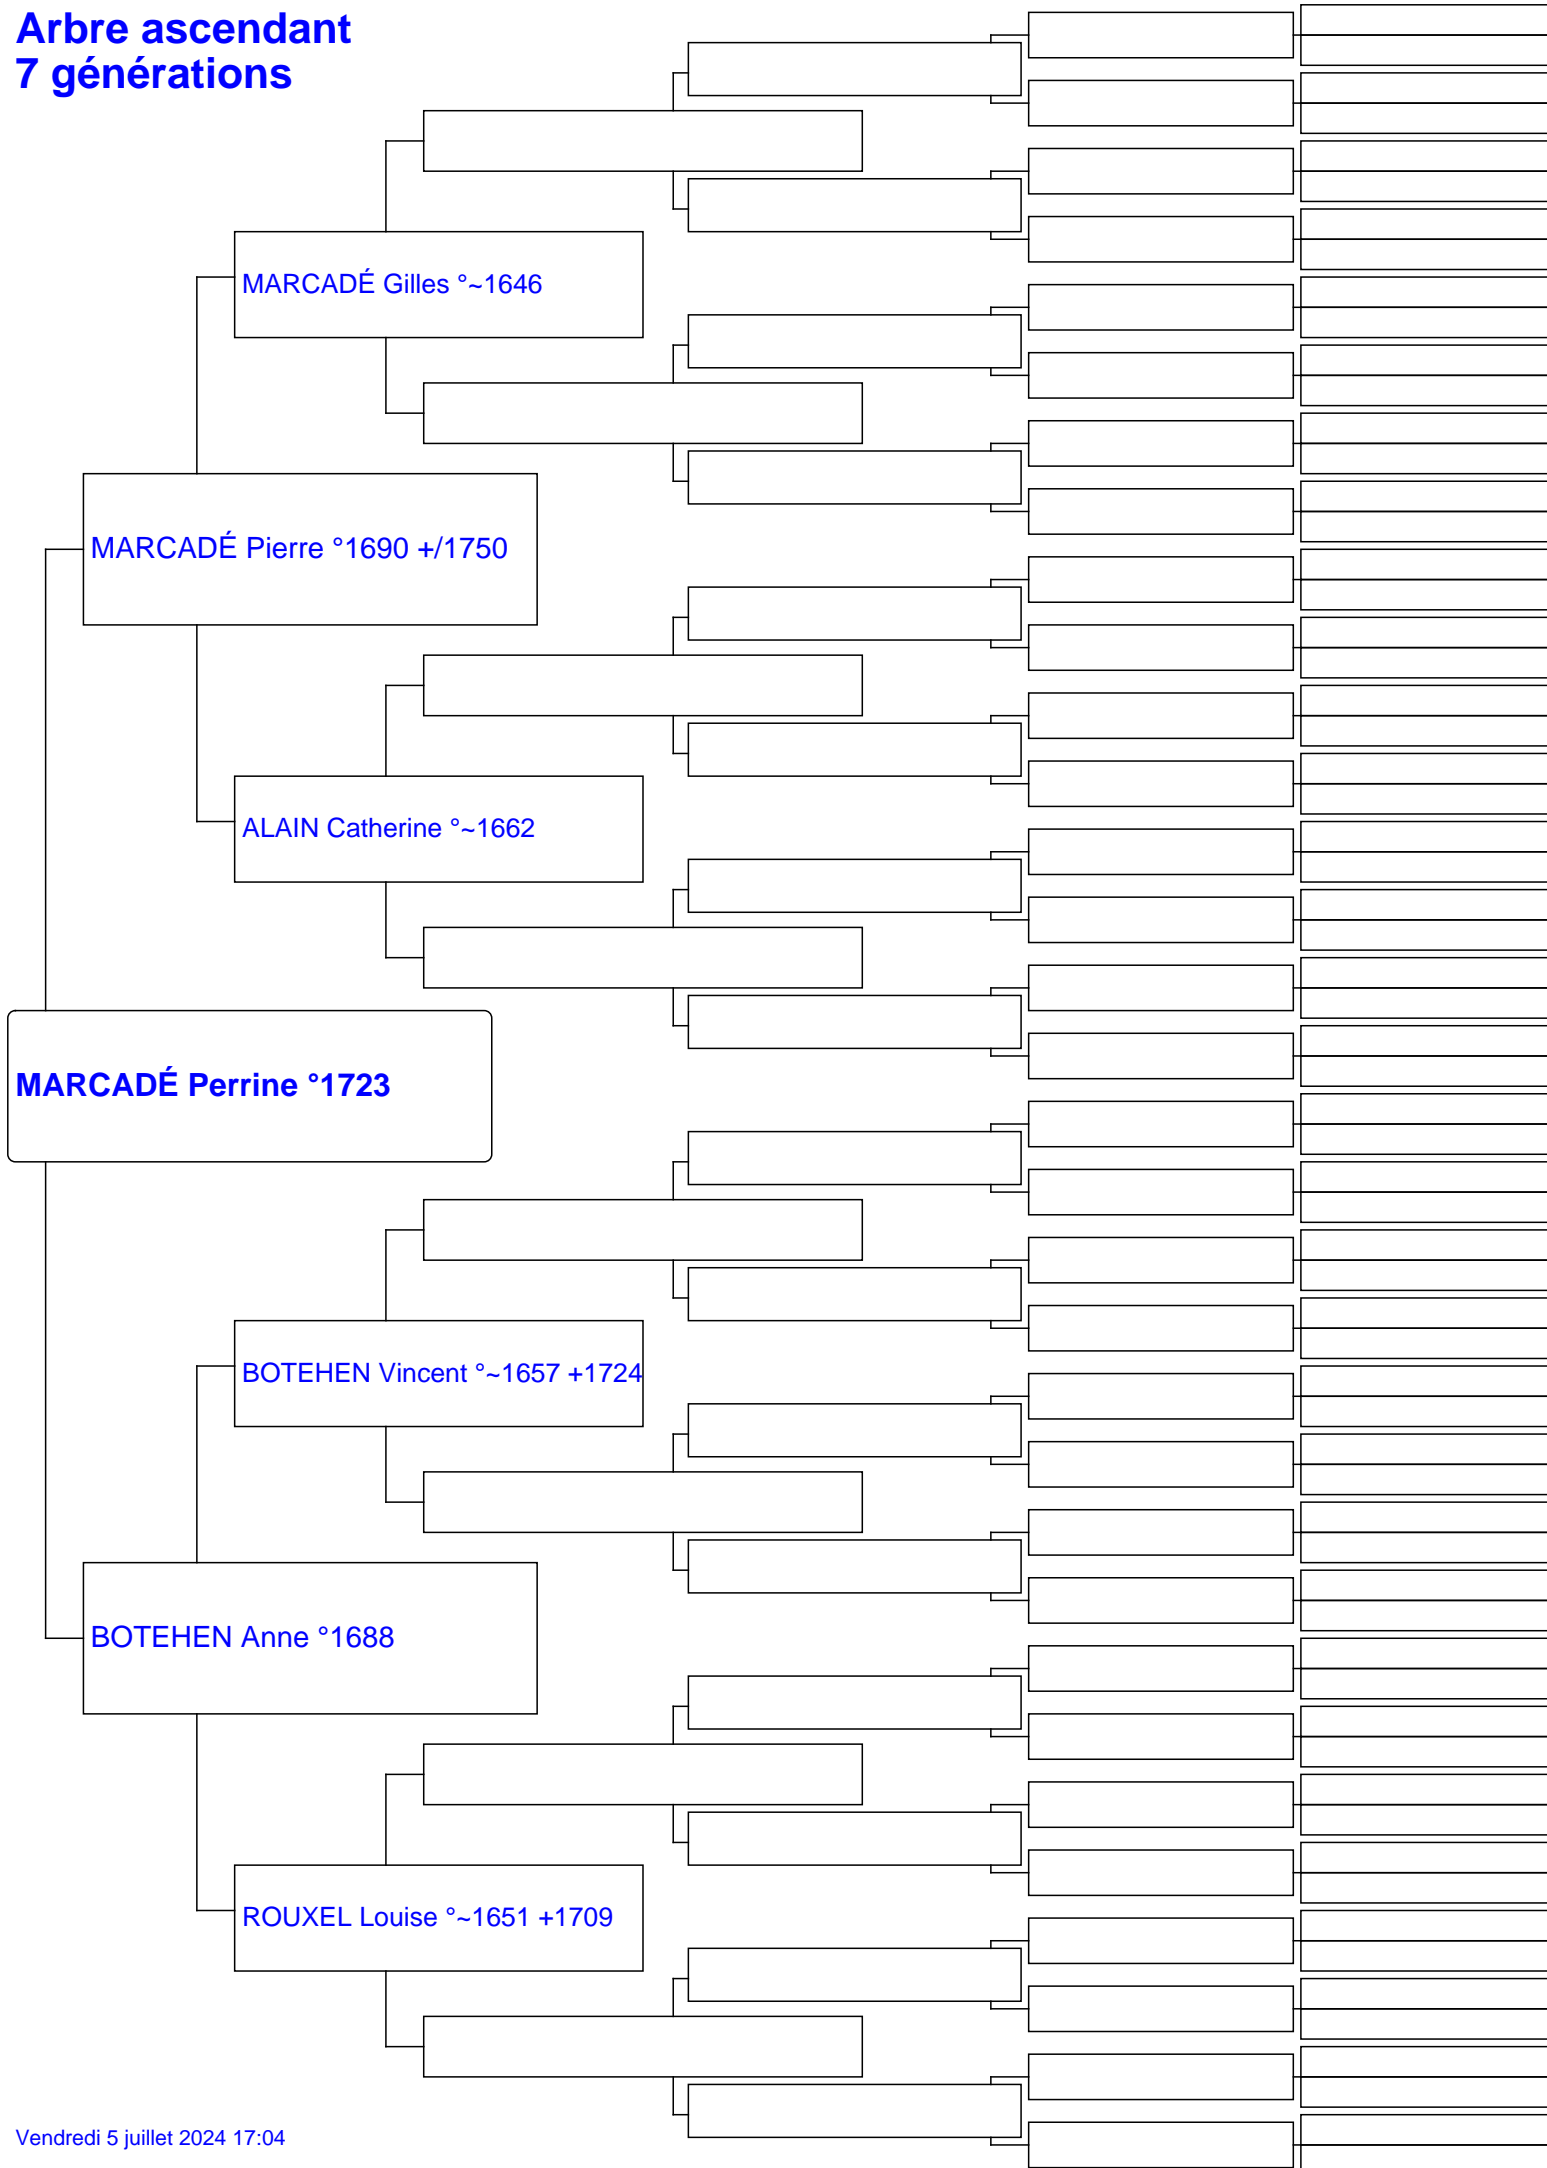 Arbre ascendant
7 générations
MARCADÉ Gilles °~1646
MARCADÉ Pierre °1690 +/1750
ALAIN Catherine °~1662
MARCADÉ Perrine °1723
BOTEHEN Vincent °~1657 +1724
BOTEHEN Anne °1688
ROUXEL Louise °~1651 +1709
Vendredi 5 juillet 2024 17:04